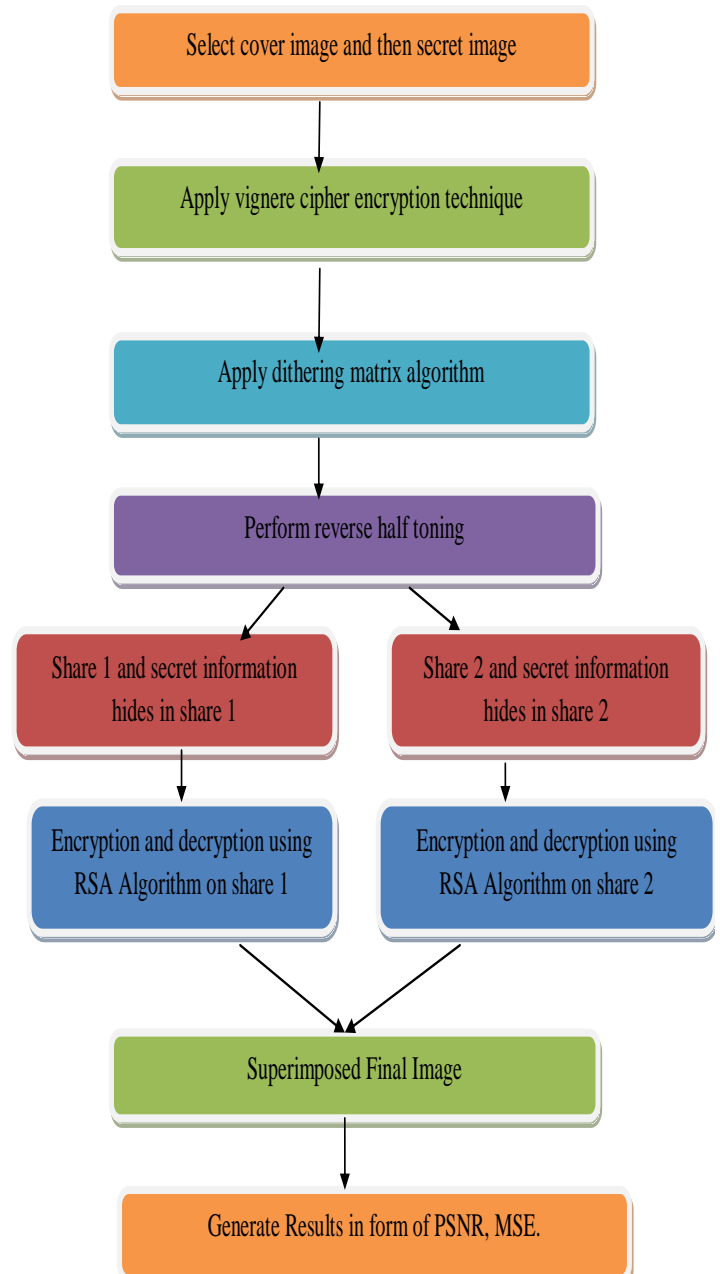 Select cover image and then secret image
Apply vignere cipher encryption technique
Apply dithering matrix algorithm
Perform reverse half toning
Share 1 and secret information
hides in share 1
Share 2 and secret information
hides in share 2
Encryption and decryption using
RSA Algorithm on share 1
Encryption and decryption using
RSA Algorithm on share 2
Superimposed Final Image
Generate Results in form of PSNR, MSE.